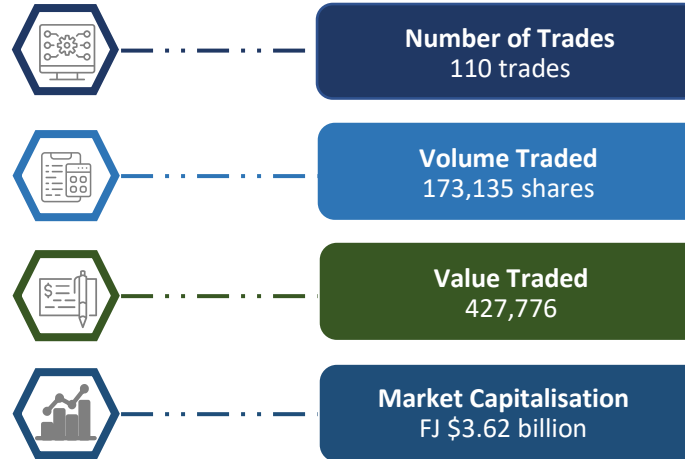 Number of Trades
110 trades
Volume Traded
173,135 shares
Value Traded
427,776
Market Capitalisation
FJ $3.62 billion